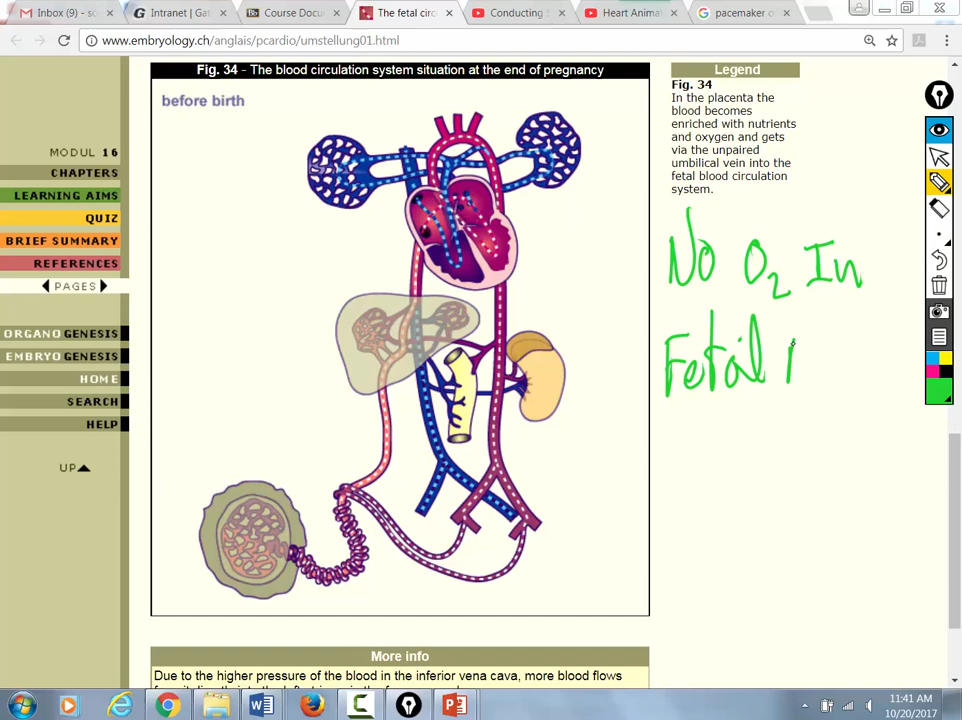 Inbox (9) - sc
Intranet | Gat
Course Docu
The fetal circ
Conducting S
Heart Animat
pacemaker o
www.embryology.ch/anglais/pcardio/umstellung01.html
MODUL 16
CHAPTERS
LEARNING AIMS
QUIZ
BRIEF SUMMARY
REFERENCES
PAGES
ORGANO GENESIS
EMBRYO GENESIS
HOME
SEARCH
HELP
UP
Fig. 34 - The blood circulation system situation at the end of pregnancy
before birth
Legend
Fig. 34
In the placenta the
blood becomes
enriched with nutrients
and oxygen and gets
via the unpaired
umbilical vein into the
fetal blood circulation
system.
No O2 In
Fetal
More info
Due to the higher pressure of the blood in the inferior vena cava, more blood flows
11:41 AM
10/20/2017